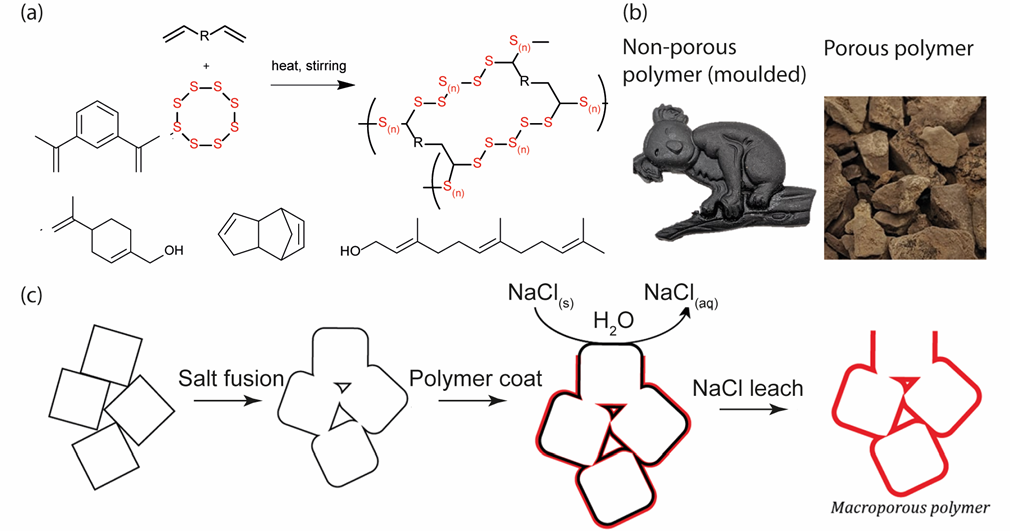 (a)
R
+
heat, stirring
S
S
S
S
S
S
S
S
S(n)
S
S
S(n) S
R
S S
S(n)
S(n)
S
S
S(n)
R
S
S
S
S(n)
S
S(n)
OH
HO
(b)
Non-porous
polymer (moulded)
Porous polymer
(c)
Salt fusion
Polymer coat
NaCl(s)
NaCl(aq)
H2O
NaCl leach
Macroporous polymer